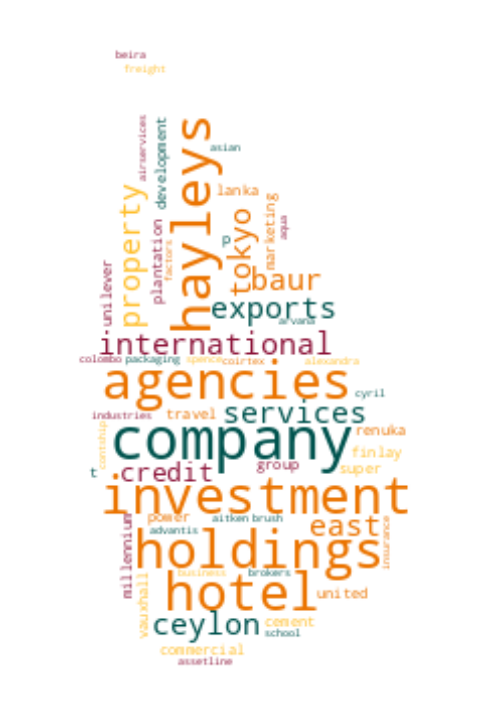 beira
freight
airservices
development
hayleys
asian
property
lanka
plantation
factors
p
tokyo
marketing
aqua
unilever
baur
exports
arvana
international
colombo
packaging
spence
coirtex
alexandra
agencies
cyril
industries
travel
services
contship
company
renuka
finlay
t
credit
group
super
investment
millennium
power
aitken
brush
east
insurance
advantis
holdings
vauxhall
business
brokers
hotel
united
ceylon
cement
school
commercial
assetline